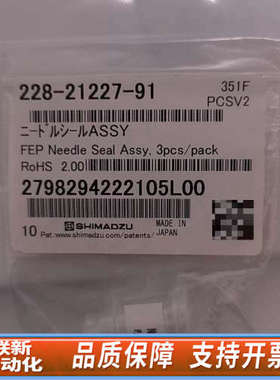 228-21227-91
351F
PCSV2
ニードルシールASSY
FEP Needle Seal Assy, 3pcs/pack
RoHS 2.00
2798294222105L00
SHIMADZU
MADE IN
JAPAN
10 Pat.:www.shimadzu.com/patents/
联新
动化
品质保障 支持开票